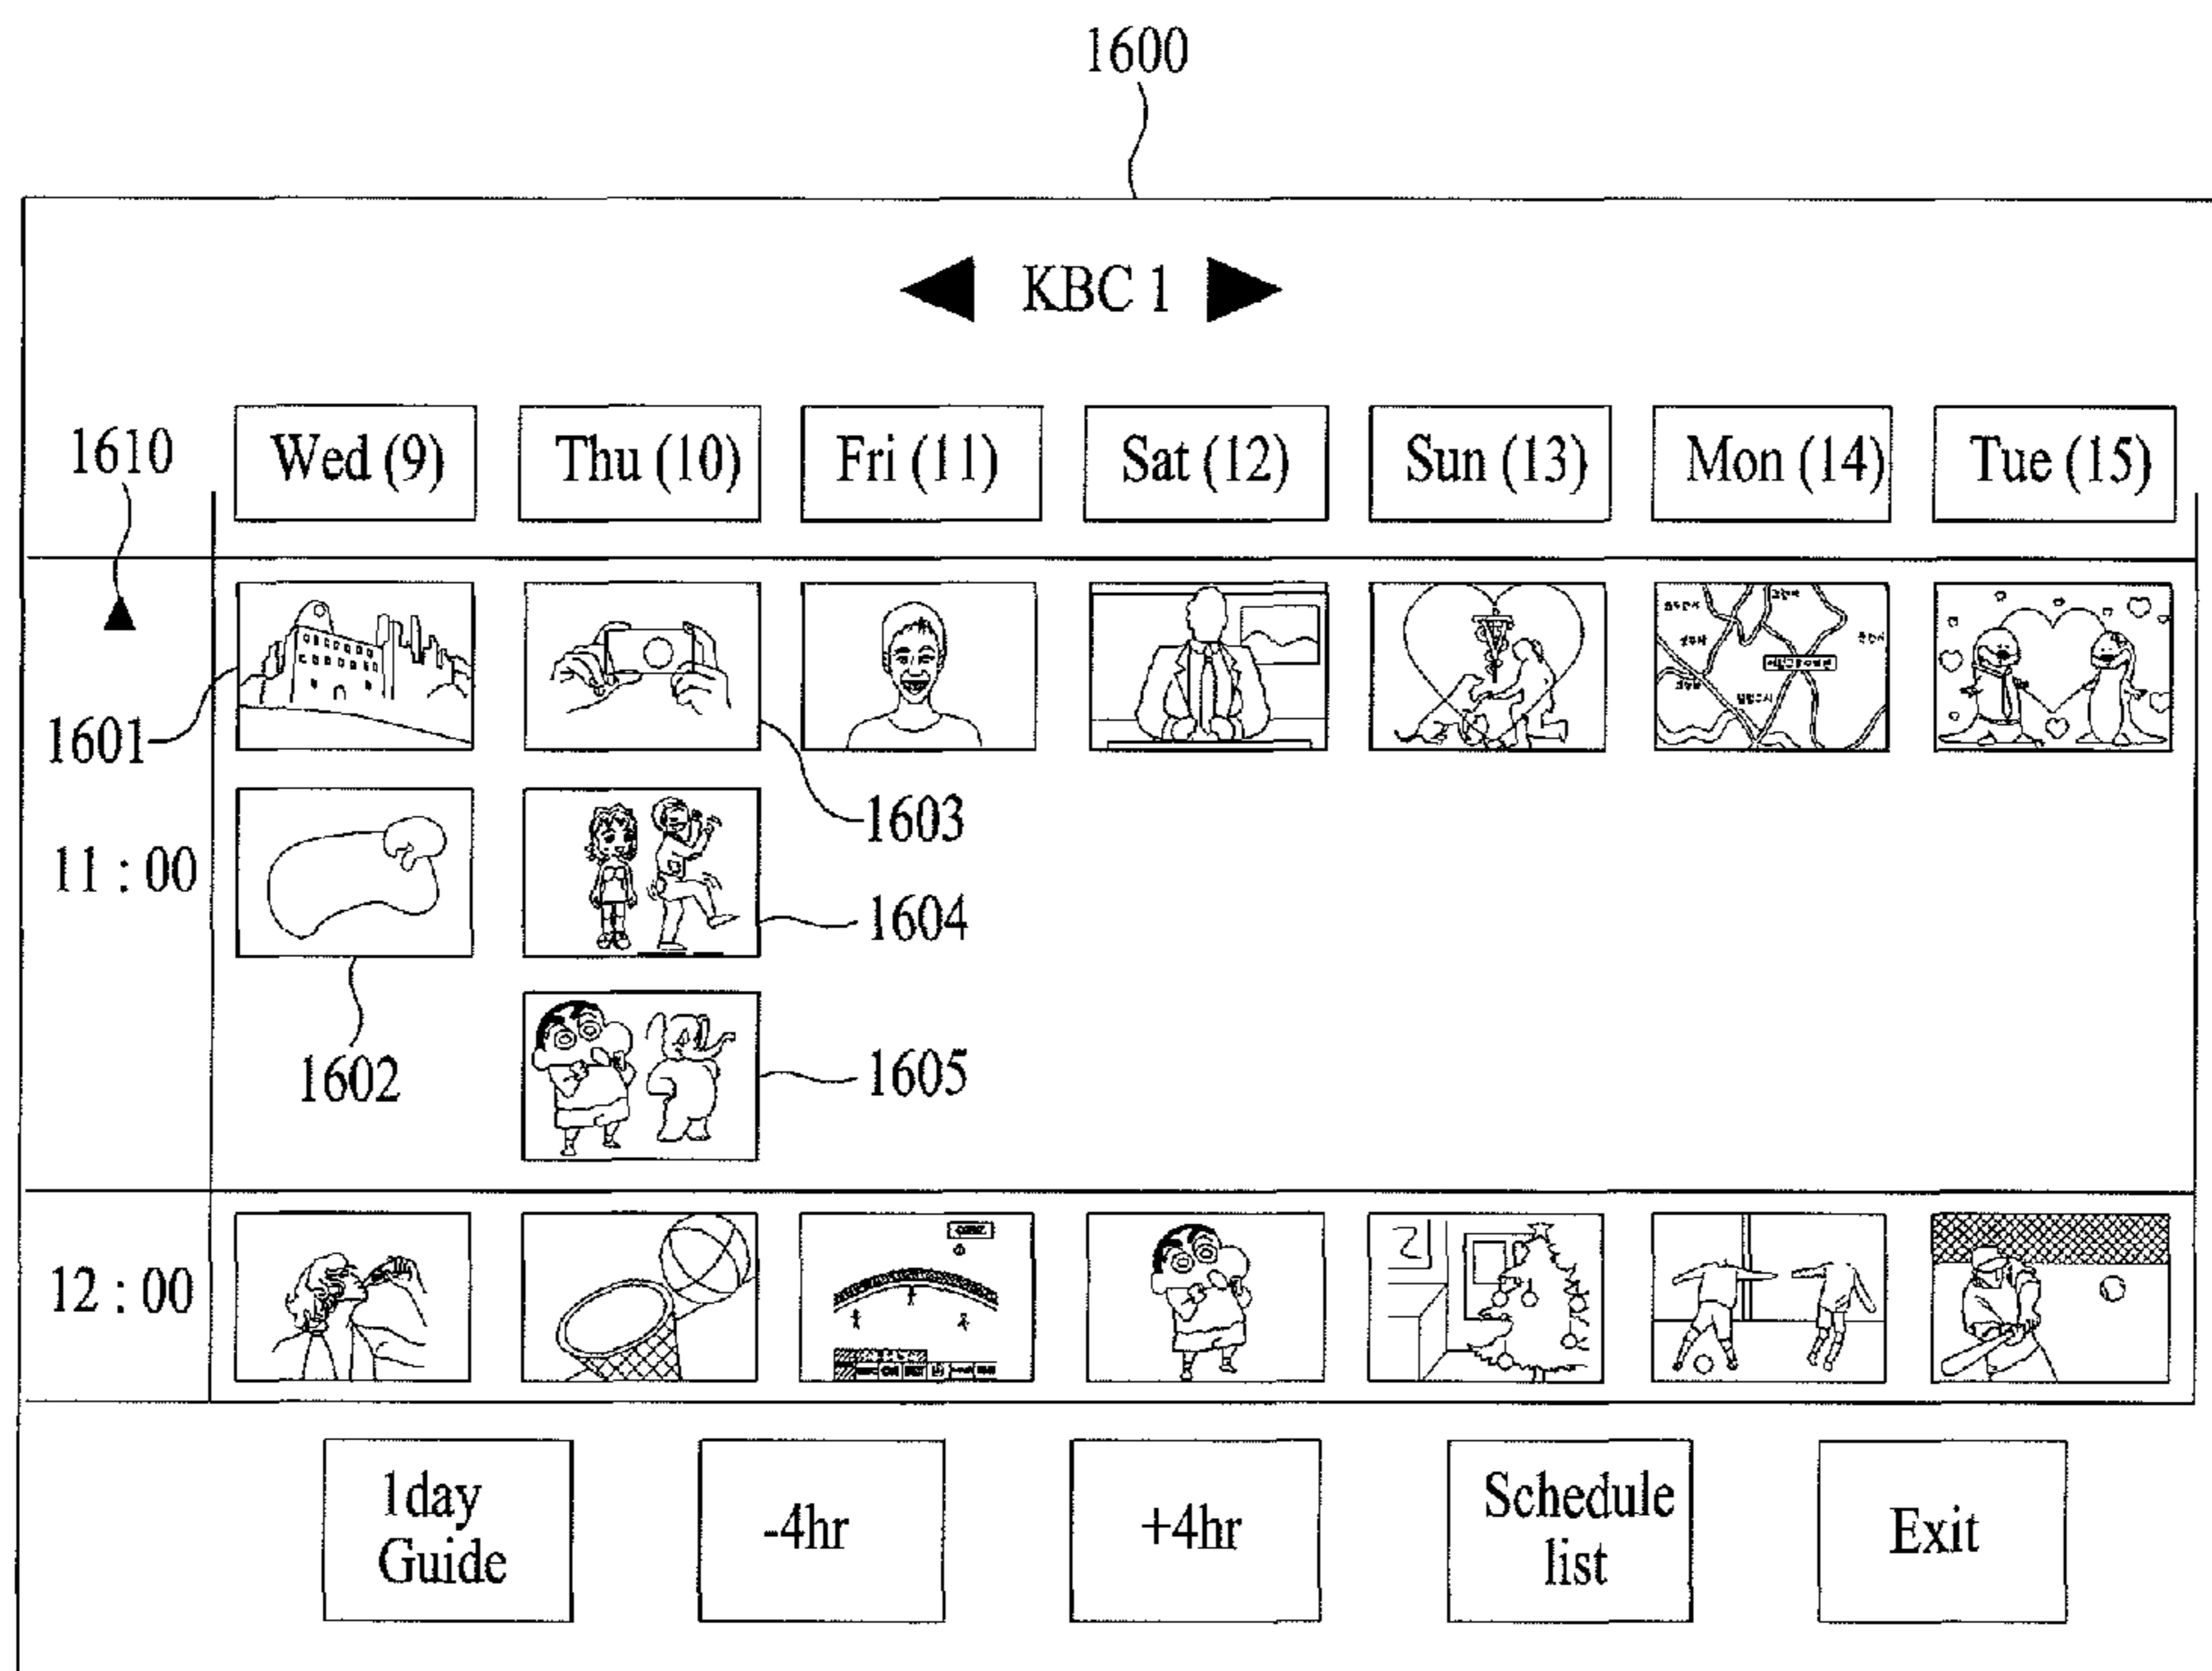 1600
KBC 1
1610
Wed (9)
Thu (10)
Fri (11)
Sat (12)
Sun (13)
Mon (14)
Tue (15)
1601
1603
11 : 00
1604
1602
1605
12 : 00
1day
Guide
-4hr
+4hr
Schedule
list
Exit